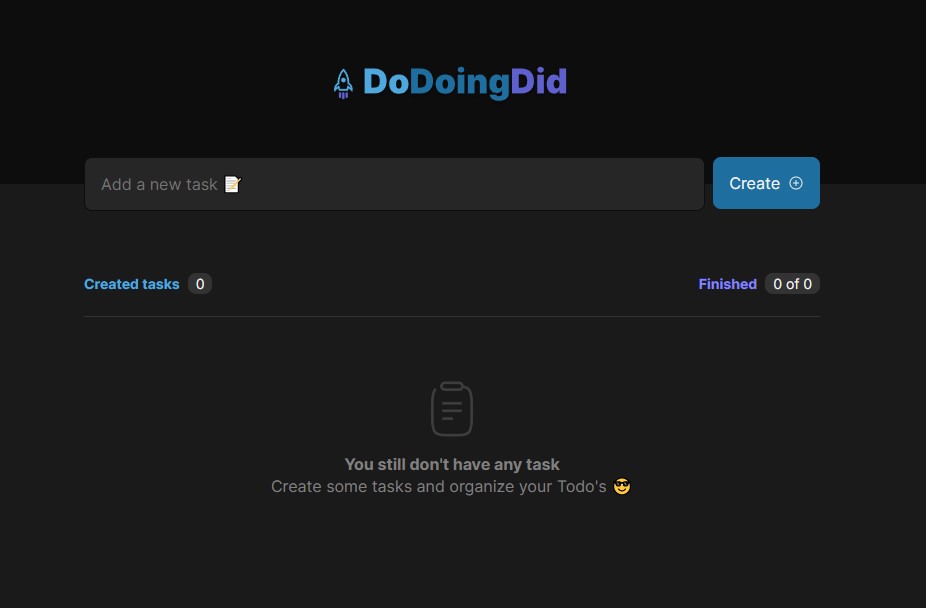 DoDoingDid
Add a new task 📝
Create
Created tasks 0
Finished 0 of 0
You still don't have any task
Create some tasks and organize your Todo's 😎